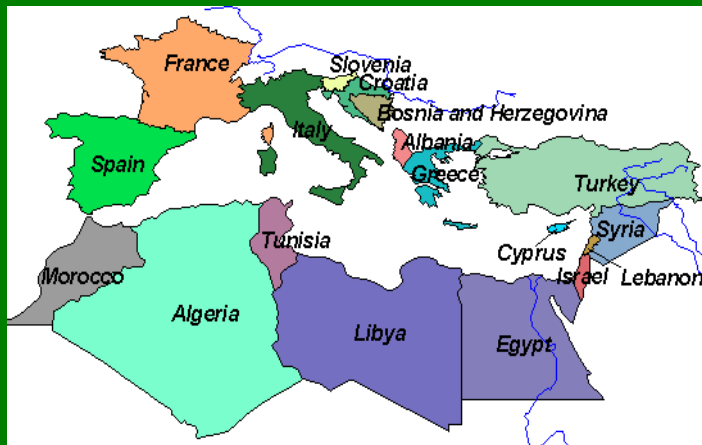 France
Slovenia
Croatia
Bosnia and Herzegovina
Italy
Albania
Spain
Greece
Turkey
Tunisia
Syria
Cyprus
Morocco
Israel
Lebanon
Algeria
Libya
Egypt